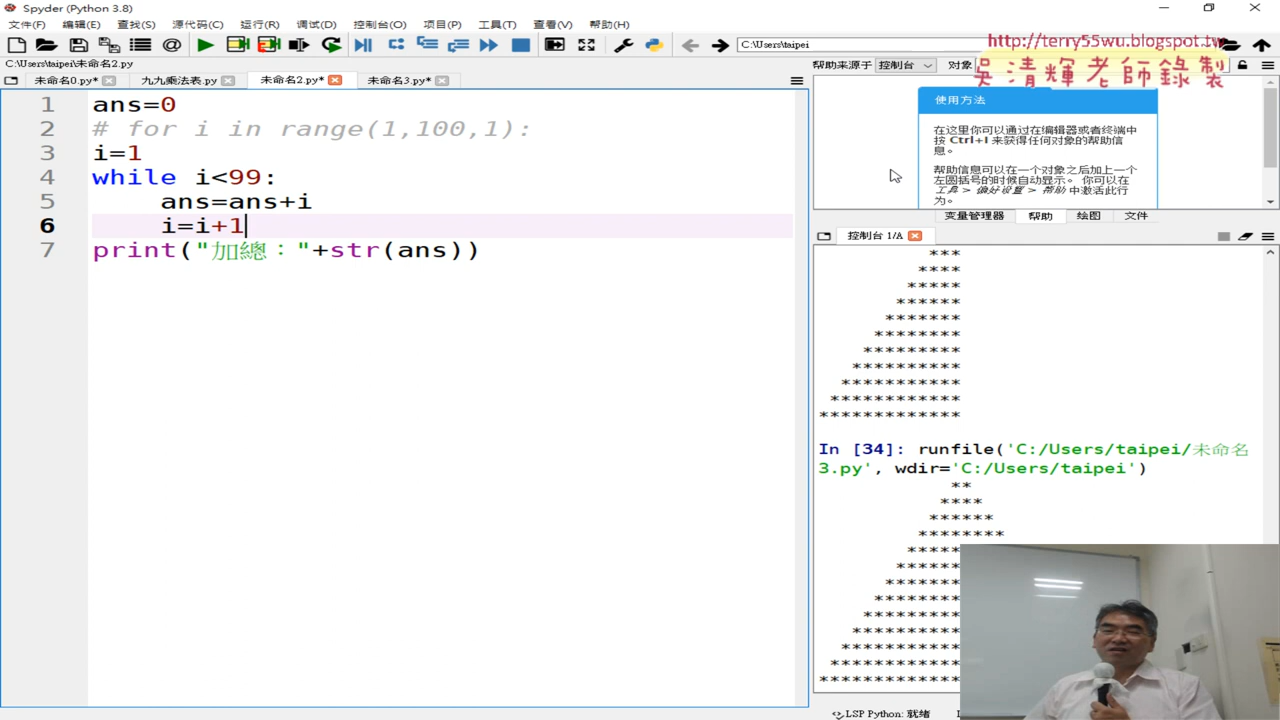 Spyder (Python 3.8)
文件(F) 编辑(E) 查找(S) 源代码(C) 运行(R) 调试(D) 控制台(O) 项目(P) 工具(T) 查看(V) 帮助(H)
C:\Users\taipei
http://terry55wu.blogspot.tw
吳清輝老師錄製
C:\Users\taipei\未命名2.py
未命名0.py* 九九乘法表.py 未命名2.py* 未命名3.py*
1 ans=0
2 # for i in range(1,100,1):
3 i=1
4 while i<99:
5 ans=ans+i
6 i=i+1
7 print("加總："+str(ans))
帮助来源于 控制台 对象
使用方法
在这里你可以通过在编辑器或者终端中
按 Ctrl+I 来获得任何对象的帮助信
息。
帮助信息可以在一个对象之后加上一个
左圆括号的时候自动显示。 你可以在
工具 > 偏好设置 > 帮助 中激活此行
为。
变量管理器 帮助 绘图 文件
控制台 1/A
***
*****
******
*******
********
*********
**********
***********
************
*************
In [34]: runfile('C:/Users/taipei/未命名
3.py', wdir='C:/Users/taipei')
**
****
******
********
LSP Python: 就绪